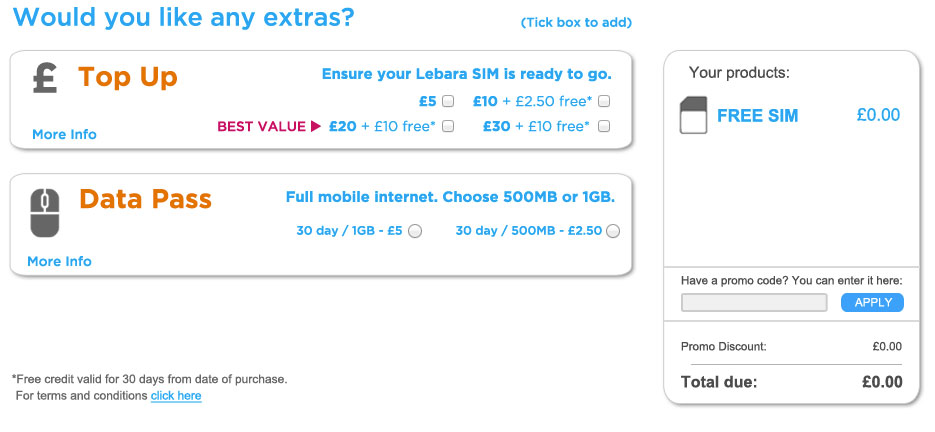 Would you like any extras?
(Tick box to add)
£ Top Up
Ensure your Lebara SIM is ready to go.
£5 £10 + £2.50 free*
BEST VALUE ▶ £20 + £10 free* £30 + £10 free*
More Info
Data Pass
Full mobile internet. Choose 500MB or 1GB.
30 day / 1GB - £5 30 day / 500MB - £2.50
More Info
*Free credit valid for 30 days from date of purchase.
For terms and conditions click here
Your products:
FREE SIM £0.00
Have a promo code? You can enter it here:
APPLY
Promo Discount: £0.00
Total due: £0.00